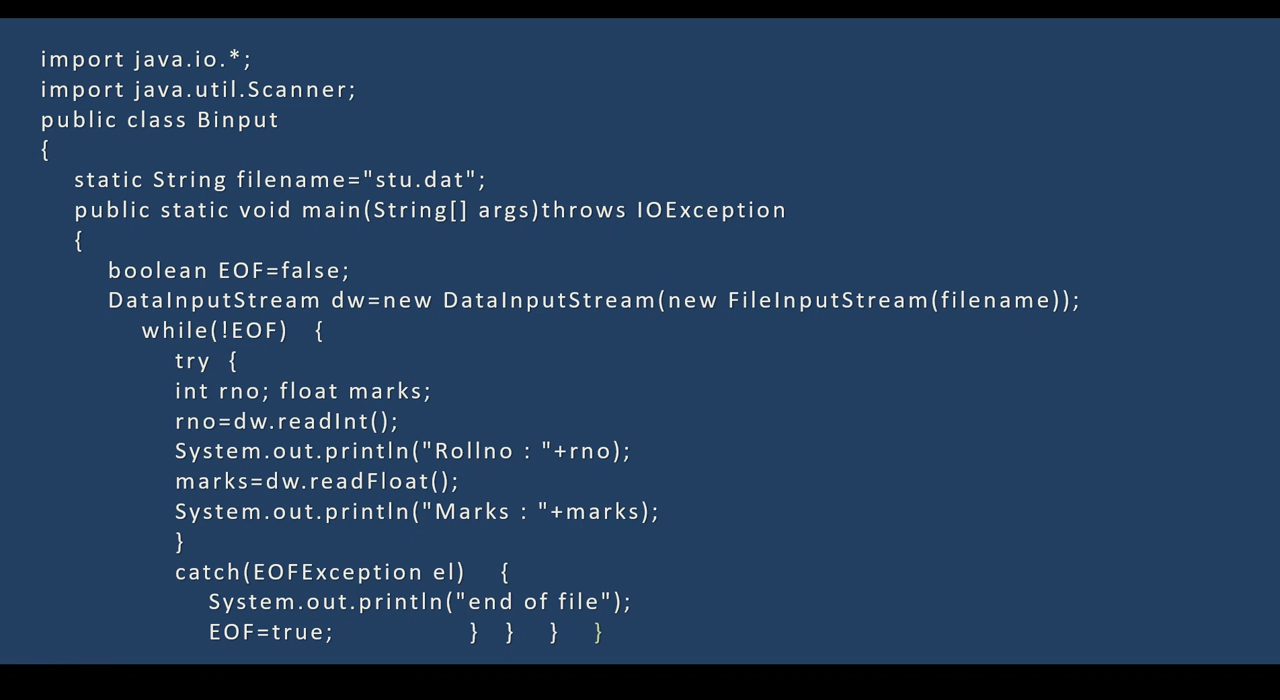 import java.io.*;
import java.util.Scanner;
public class Binput
{
static String filename="stu.dat";
public static void main(String[] args)throws IOException
{
boolean EOF=false;
DataInputStream dw=new DataInputStream(new FileInputStream(filename));
while(!EOF) {
try {
int rno; float marks;
rno=dw.readInt();
System.out.println("Rollno : "+rno);
marks=dw.readFloat();
System.out.println("Marks : "+marks);
}
catch(EOFException el) {
System.out.println("end of file");
EOF=true; } } } }